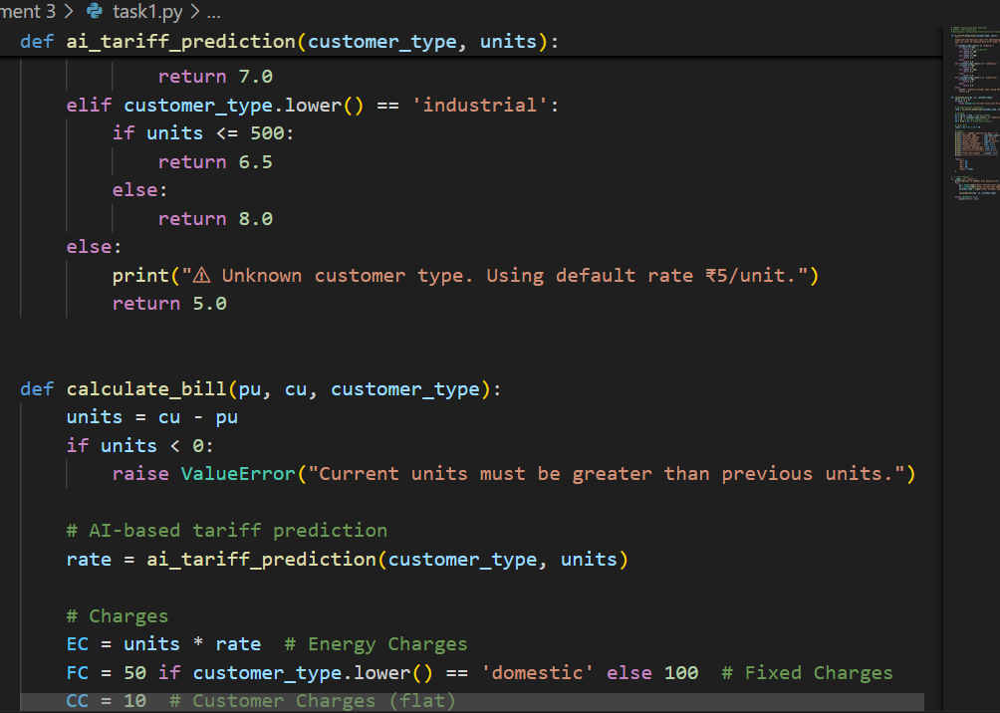 ment 3 > task1.py > ...
def ai_tariff_prediction(customer_type, units):
            return 7.0
    elif customer_type.lower() == 'industrial':
        if units <= 500:
            return 6.5
        else:
            return 8.0
    else:
        print("⚠ Unknown customer type. Using default rate ₹5/unit.")
        return 5.0
def calculate_bill(pu, cu, customer_type):
    units = cu - pu
    if units < 0:
        raise ValueError("Current units must be greater than previous units.")
    # AI-based tariff prediction
    rate = ai_tariff_prediction(customer_type, units)
    # Charges
    EC = units * rate  # Energy Charges
    FC = 50 if customer_type.lower() == 'domestic' else 100  # Fixed Charges
    CC = 10  # Customer Charges (flat)